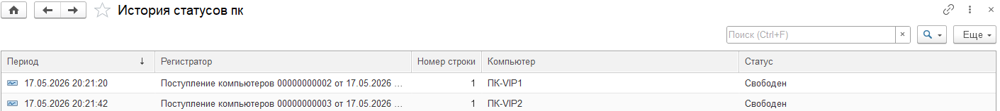 История статусов пк
Поиск (Ctrl+F) × Еще
Период ↓ Регистратор Номер строки Компьютер Статус
17.05.2026 20:21:20 Поступление компьютеров 00000000002 от 17.05.2026 ... 1 ПК-VIP1 Свободен
17.05.2026 20:21:42 Поступление компьютеров 00000000003 от 17.05.2026 ... 1 ПК-VIP2 Свободен